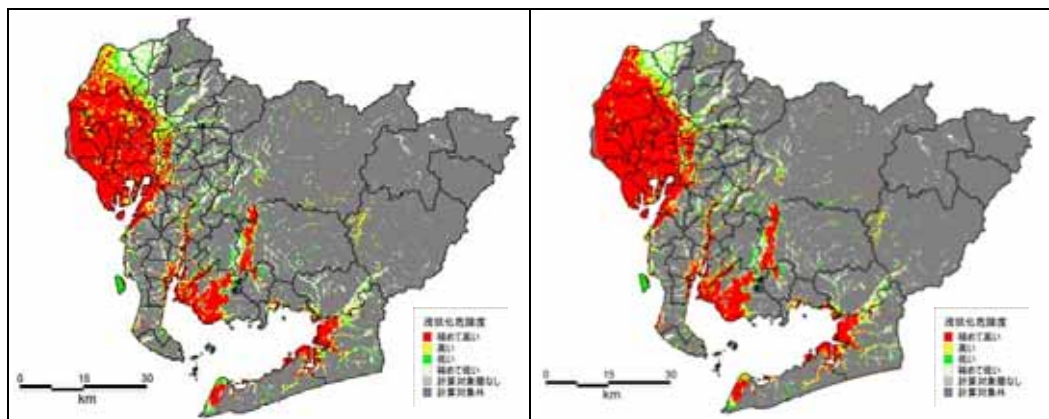 液状化危険度
極めて高い
高い
低い
極めて低い
計算対象層なし
計算対象外
0 15 30
km
液状化危険度
極めて高い
高い
低い
極めて低い
計算対象層なし
計算対象外
0 15 30
km